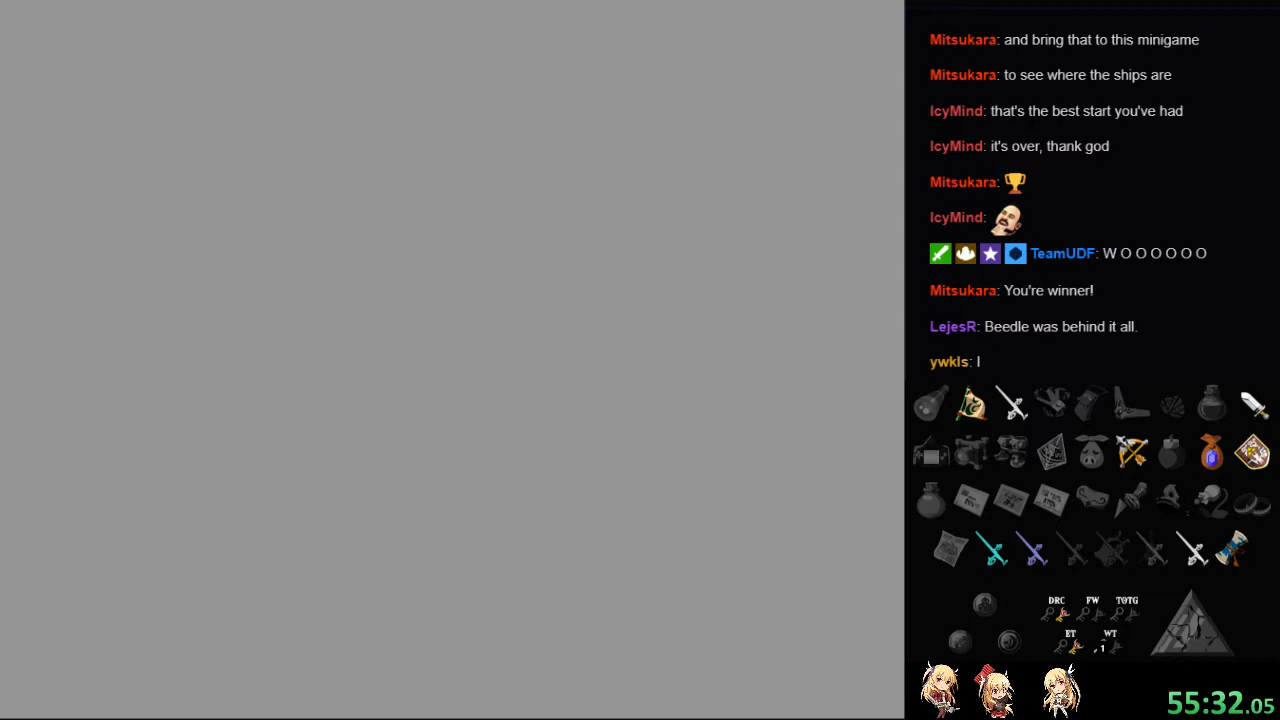 Mitsukara: and bring that to this minigame
Mitsukara: to see where the ships are
IcyMind: that's the best start you've had
IcyMind: it's over, thank god
Mitsukara:
IcyMind:
TeamUDF: W O O O O O O
Mitsukara: You're winner!
LejesR: Beedle was behind it all.
ywkls: I
DRC FW TOTG
ET WT
1
55:32.05